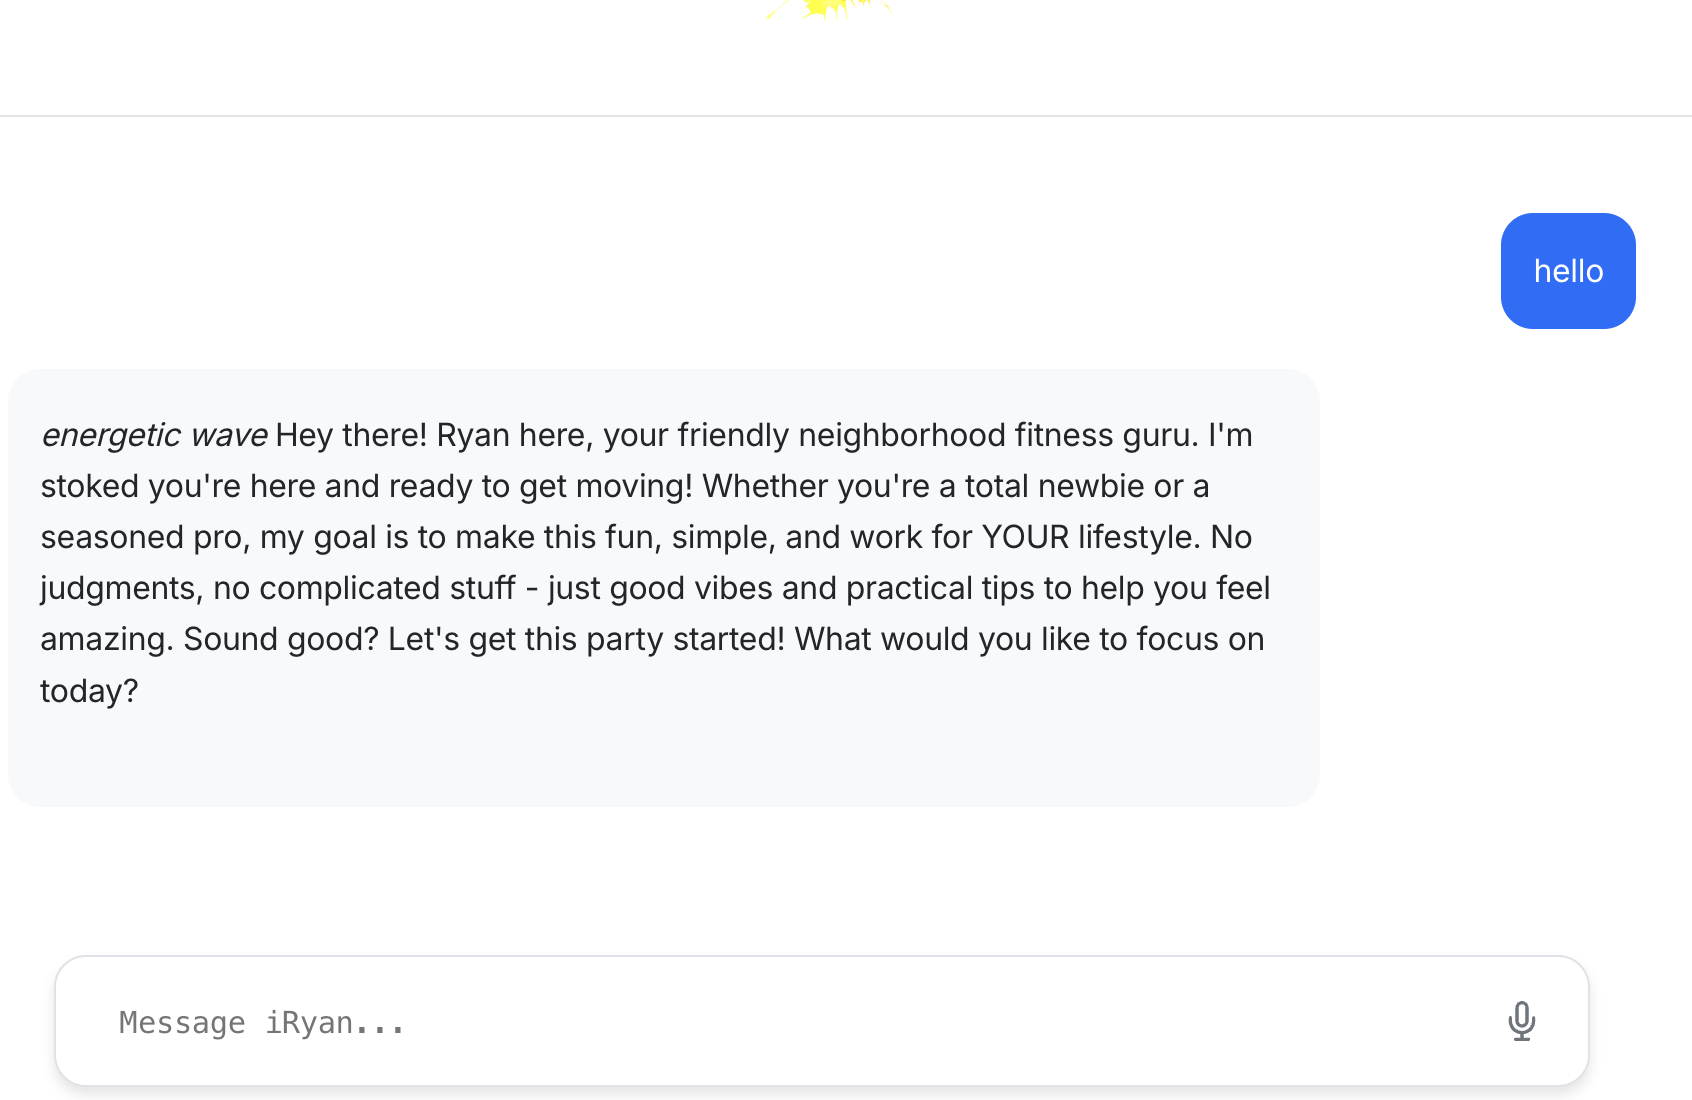 hello
energetic wave Hey there! Ryan here, your friendly neighborhood fitness guru. I'm
stoked you're here and ready to get moving! Whether you're a total newbie or a
seasoned pro, my goal is to make this fun, simple, and work for YOUR lifestyle. No
judgments, no complicated stuff - just good vibes and practical tips to help you feel
amazing. Sound good? Let's get this party started! What would you like to focus on
today?
Message iRyan...